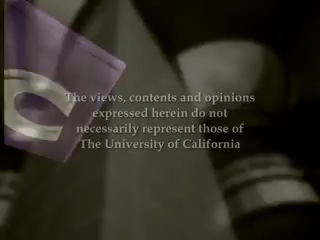 The views, contents and opinions
expressed herein do not
necessarily represent those of
The University of California